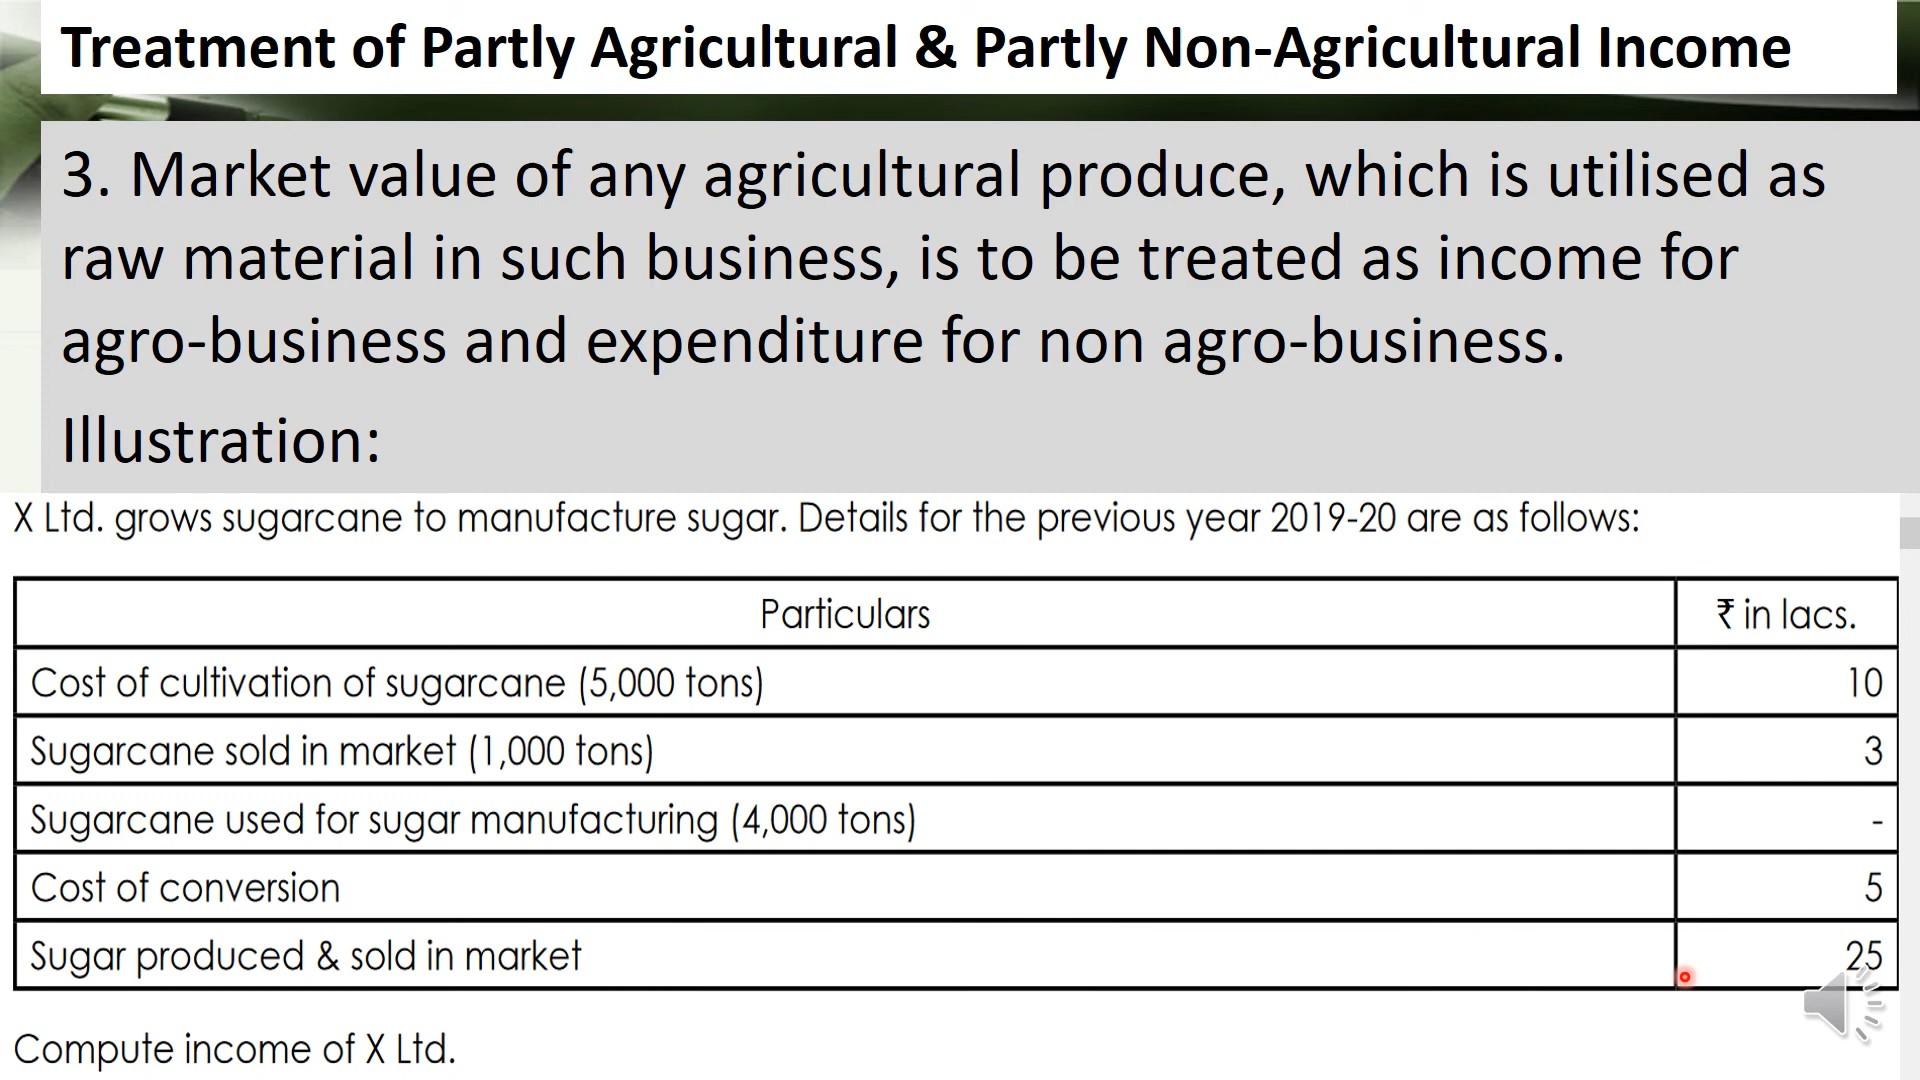 Treatment of Partly Agricultural & Partly Non-Agricultural Income
3. Market value of any agricultural produce, which is utilised as
raw material in such business, is to be treated as income for
agro-business and expenditure for non agro-business.
Illustration:
X Ltd. grows sugarcane to manufacture sugar. Details for the previous year 2019-20 are as follows:
Particulars ₹ in lacs.
Cost of cultivation of sugarcane (5,000 tons) 10
Sugarcane sold in market (1,000 tons) 3
Sugarcane used for sugar manufacturing (4,000 tons) -
Cost of conversion 5
Sugar produced & sold in market 25
Compute income of X Ltd.